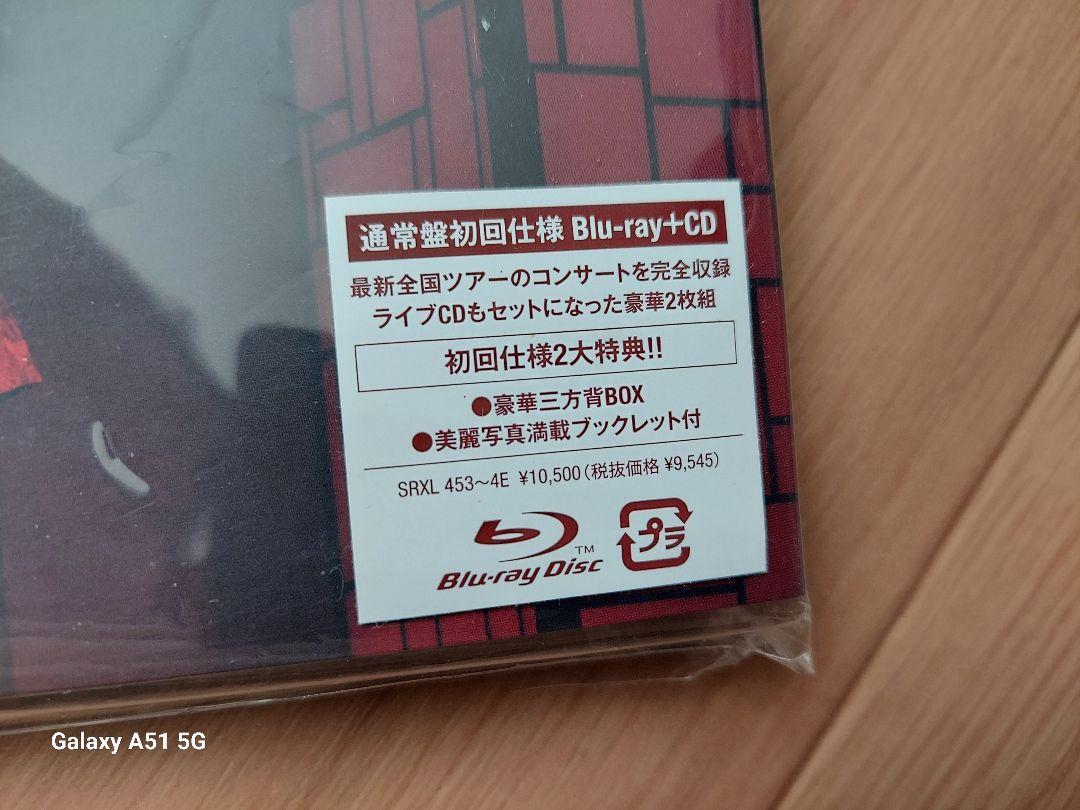 通常盤初回仕様 Blu-ray+CD
最新全国ツアーのコンサートを完全収録
ライブCDもセットになった豪華2枚組
初回仕様2大特典!!
●豪華三方背BOX
●美麗写真満載ブックレット付
SRXL 453～4E ¥10,500(税抜価格 ¥9,545)
Blu-ray Disc TM
プラ
Galaxy A51 5G